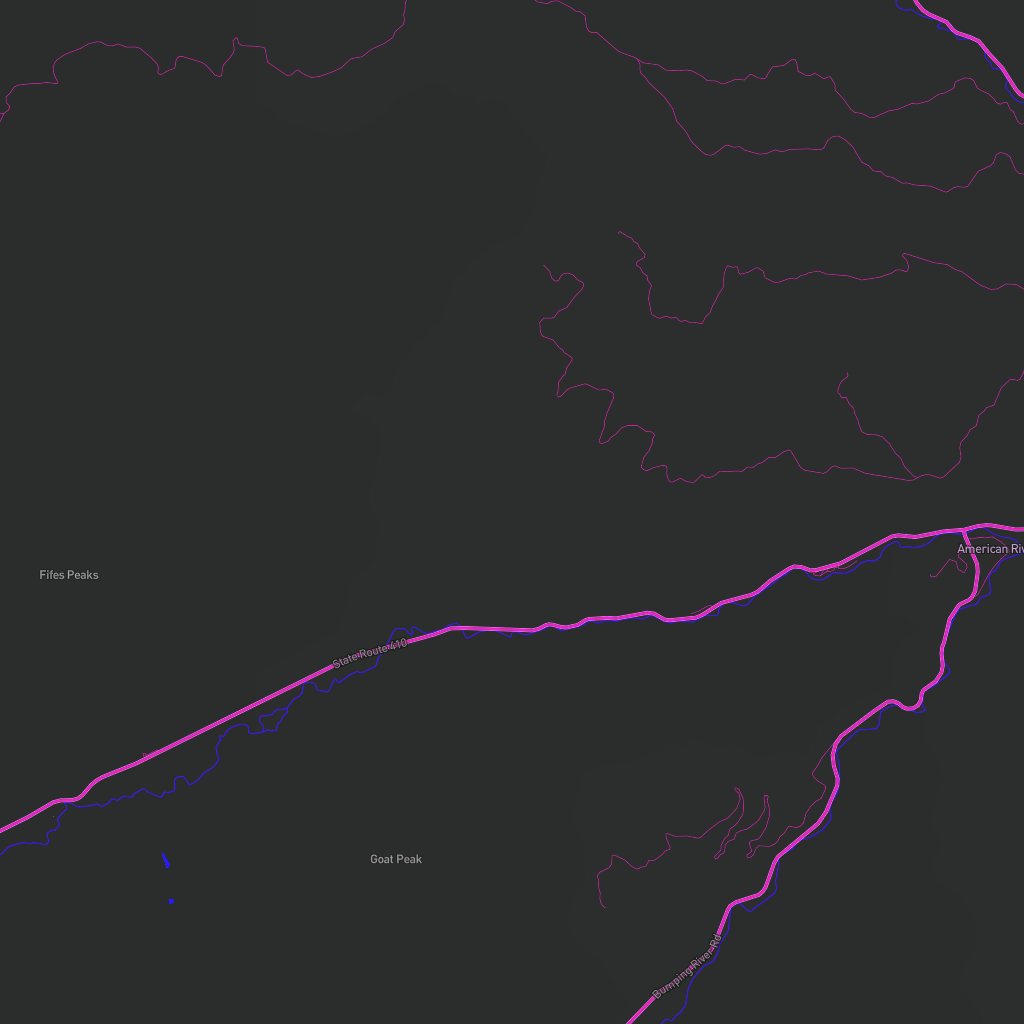 American Riv
Fifes Peaks
State Route 410
Goat Peak
Bumping River Rd